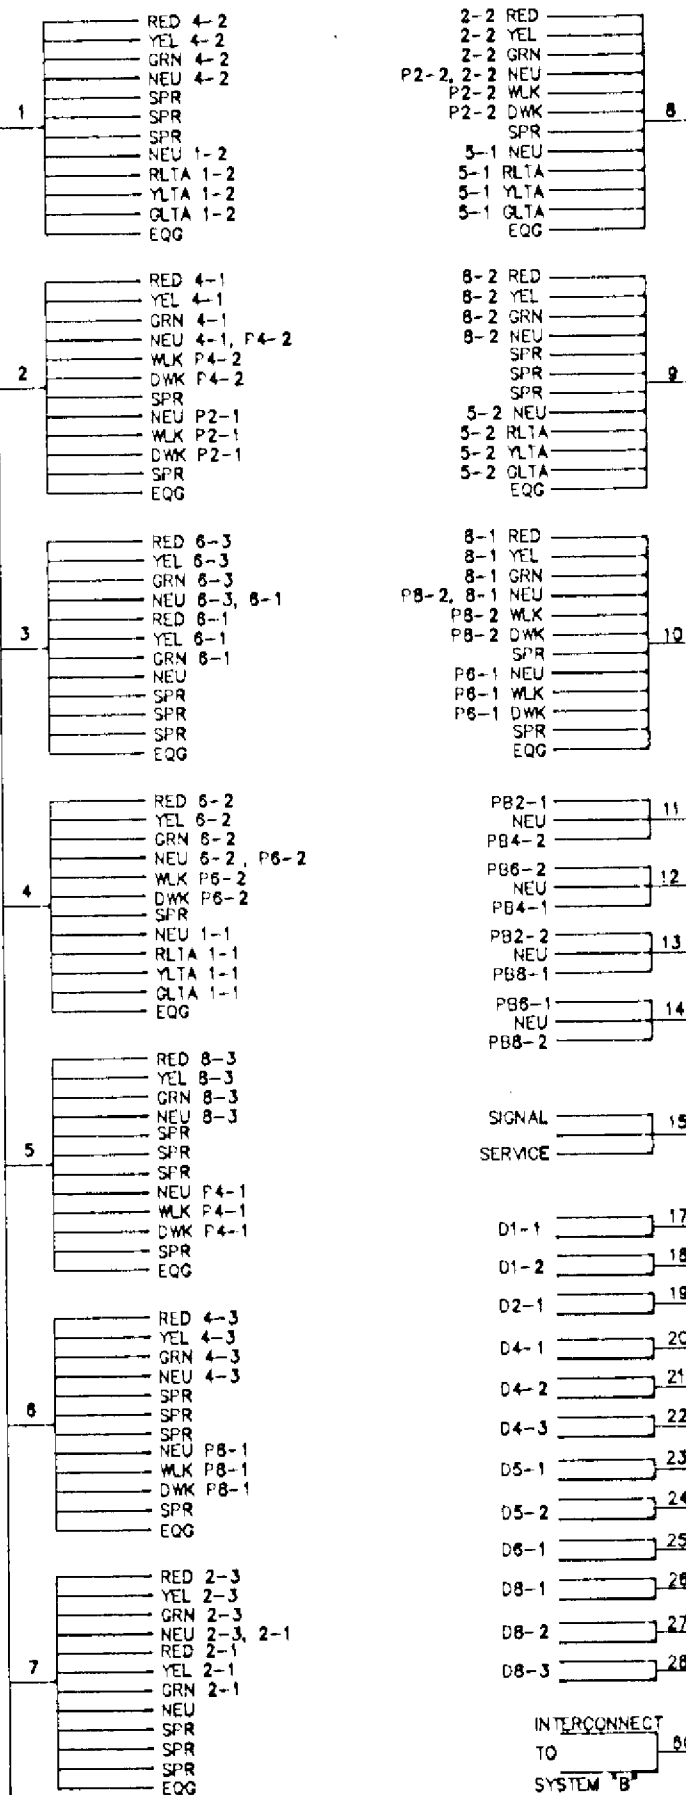 RED 4-2
YEL 4-2
GRN 4-2
NEU 4-2
SPR
1
SPR
SPR
NEU 1-2
RLTA 1-2
YLTA 1-2
GLTA 1-2
EQG
RED 4-1
YEL 4-1
GRN 4-1
NEU 4-1, P4-2
WLK P4-2
2
DWK P4-2
SPR
NEU P2-1
WLK P2-1
DWK P2-1
SPR
EQG
RED 6-3
YEL 6-3
GRN 6-3
NEU 6-3, 6-1
RED 6-1
3
YEL 6-1
GRN 6-1
NEU
SPR
SPR
SPR
EQG
RED 6-2
YEL 6-2
GRN 6-2
NEU 6-2, P6-2
WLK P6-2
4
DWK P6-2
SPR
NEU 1-1
RLTA 1-1
YLTA 1-1
GLTA 1-1
EQG
RED 8-3
YEL 8-3
GRN 8-3
NEU 8-3
SPR
5
SPR
SPR
NEU P4-1
WLK P4-1
DWK P4-1
SPR
EQG
RED 4-3
YEL 4-3
GRN 4-3
NEU 4-3
SPR
6
SPR
SPR
NEU P8-1
WLK P8-1
DWK P8-1
SPR
EQG
RED 2-3
YEL 2-3
GRN 2-3
NEU 2-3, 2-1
RED 2-1
7
YEL 2-1
GRN 2-1
NEU
SPR
SPR
SPR
EQG
2-2 RED
2-2 YEL
2-2 GRN
P2-2, 2-2 NEU
P2-2 WLK
P2-2 DWK
8
SPR
5-1 NEU
5-1 RLTA
5-1 YLTA
5-1 GLTA
EQG
8-2 RED
8-2 YEL
8-2 GRN
8-2 NEU
SPR
SPR
9
SPR
5-2 NEU
5-2 RLTA
5-2 YLTA
5-2 GLTA
EQG
8-1 RED
8-1 YEL
8-1 GRN
P8-2, 8-1 NEU
P8-2 WLK
P8-2 DWK
10
SPR
P6-1 NEU
P6-1 WLK
P6-1 DWK
SPR
EQG
PB2-1
NEU 11
PB4-2
PB6-2
NEU 12
PB4-1
PB2-2
NEU 13
PB8-1
PB6-1
NEU 14
PB8-2
SIGNAL
15
SERVICE
D1-1 17
D1-2 18
D2-1 19
D4-1 20
D4-2 21
D4-3 22
D5-1 23
D5-2 24
D6-1 25
D8-1 26
D8-2 27
D8-3 28
INTERCONNECT
TO
SYSTEM "B"